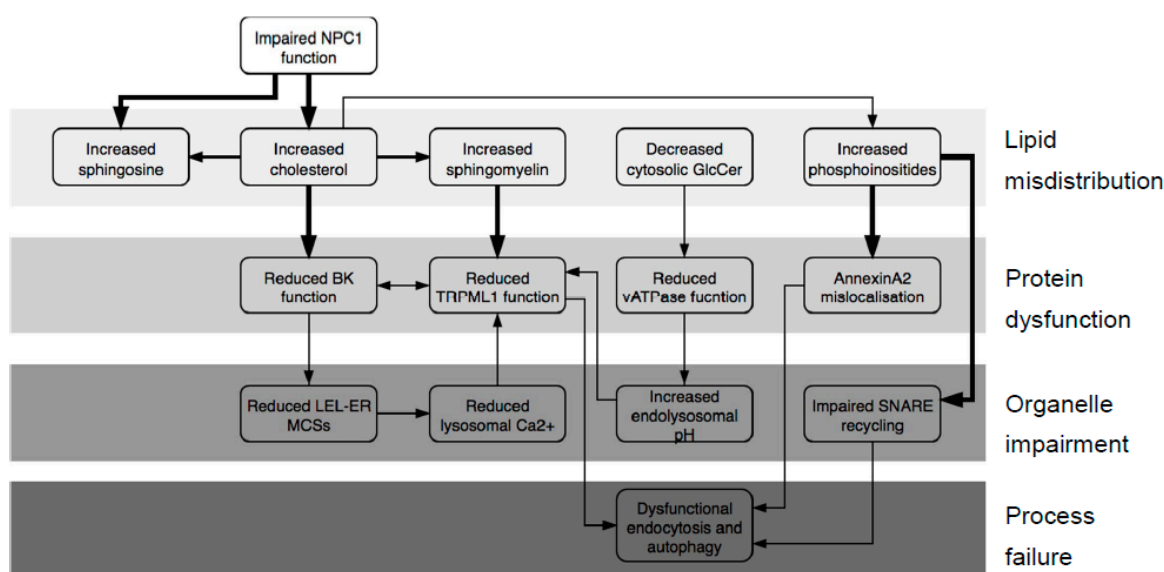 Impaired NPC1
function
Increased
sphingosine
Increased
cholesterol
Increased
sphingomyelin
Decreased
cytosolic GlcCer
Increased
phosphoinositides
Lipid
misdistribution
Reduced BK
function
Reduced
TRPML1 function
Reduced
vATPase fucntion
AnnexinA2
mislocalisation
Protein
dysfunction
Reduced LEL-ER
MCSs
Reduced
lysosomal Ca2+
Increased
endolysosomal
pH
Impaired SNARE
recycling
Organelle
impairment
Dysfunctional
endocytosis and
autophagy
Process
failure